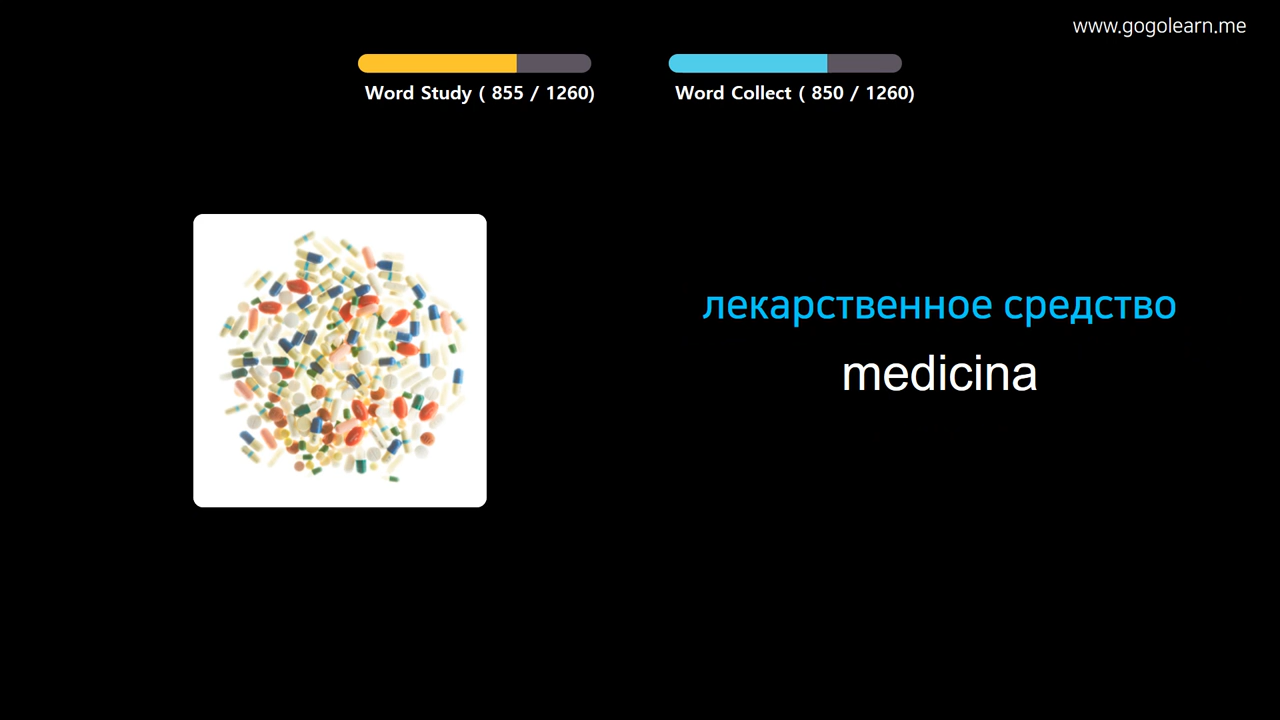 www.gogolearn.me
Word Study ( 855 / 1260)
Word Collect ( 850 / 1260)
лекарственное средство
medicina